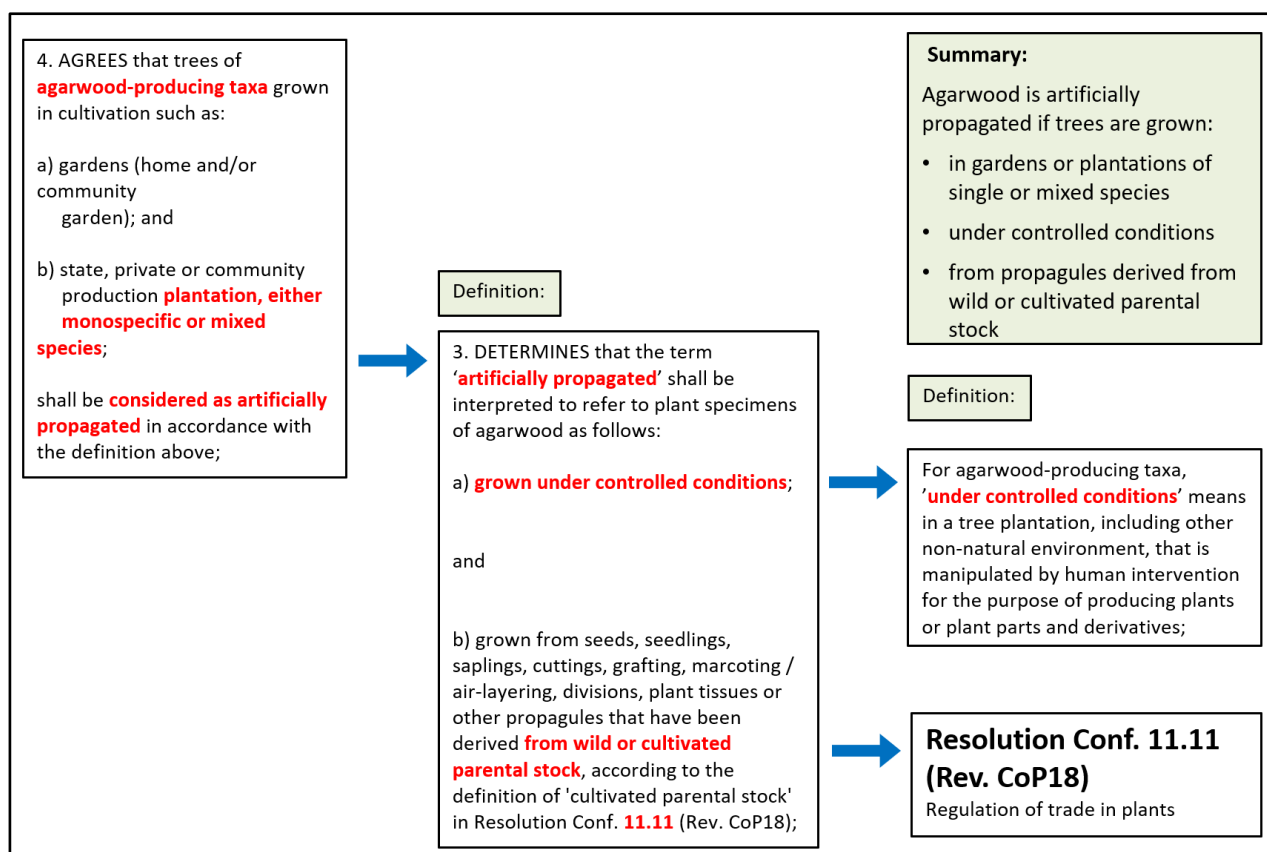 4. AGREES that trees of
agarwood-producing taxa grown
in cultivation such as:
a) gardens (home and/or
community
garden); and
b) state, private or community
production plantation, either
monospecific or mixed
species;
shall be considered as artificially
propagated in accordance with
the definition above;
Definition:
3. DETERMINES that the term
‘artificially propagated’ shall be
interpreted to refer to plant specimens
of agarwood as follows:
a) grown under controlled conditions;
and
b) grown from seeds, seedlings,
saplings, cuttings, grafting, marcoting /
air-layering, divisions, plant tissues or
other propagules that have been
derived from wild or cultivated
parental stock, according to the
definition of 'cultivated parental stock'
in Resolution Conf. 11.11 (Rev. CoP18);
Summary:
Agarwood is artificially
propagated if trees are grown:
• in gardens or plantations of
single or mixed species
• under controlled conditions
• from propagules derived from
wild or cultivated parental
stock
Definition:
For agarwood-producing taxa,
’under controlled conditions’ means
in a tree plantation, including other
non-natural environment, that is
manipulated by human intervention
for the purpose of producing plants
or plant parts and derivatives;
Resolution Conf. 11.11
(Rev. CoP18)
Regulation of trade in plants